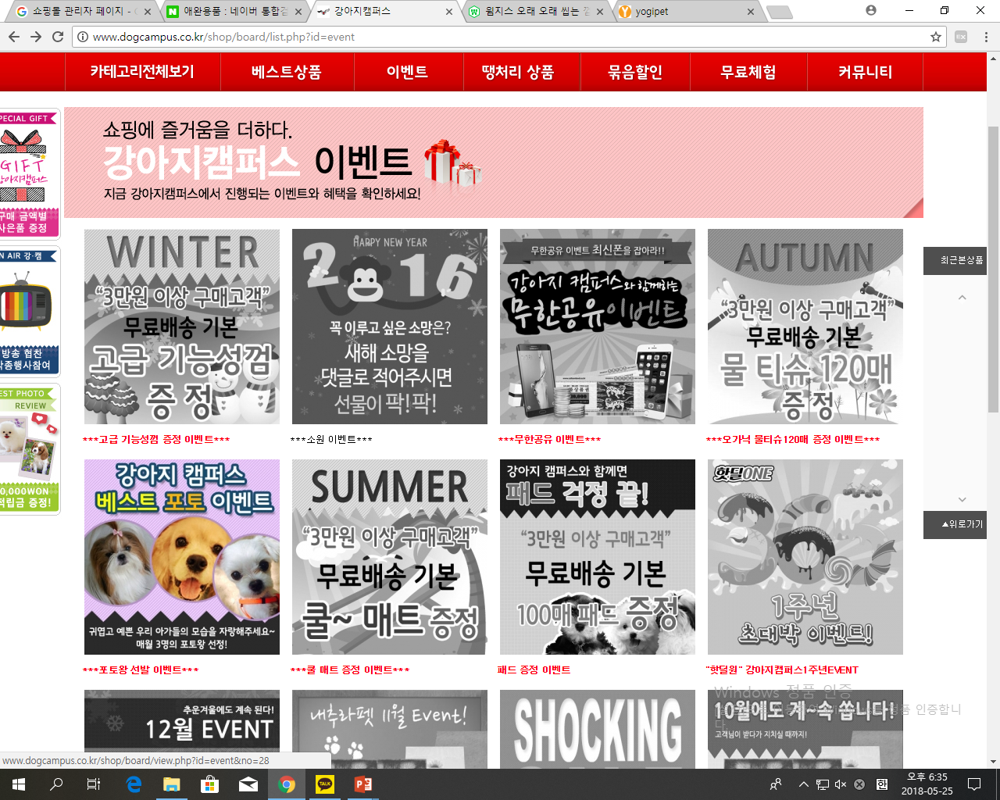 쇼핑몰 관리자 페이지 -
애완용품 : 네이버 통합검
강아지캠퍼스
윔지스 오래 오래 씹는 껌
yogipet
www.dogcampus.co.kr/shop/board/list.php?id=event
카테고리전체보기 베스트상품 이벤트 땡처리 상품 묶음할인 무료체험 커뮤니티
쇼핑에 즐거움을 더하다.
강아지캠퍼스 이벤트
지금 강아지캠퍼스에서 진행되는 이벤트와 혜택을 확인하세요!
PECIAL GIFT
GIFT
강아지캠퍼스
구매 금액별
사은품 증정
N AIR 강·캠
방송 협찬
각종행사참여
EST PHOTO
REVIEW
0,000WON
적립금 증정!
최근본상품
▲위로가기
WINTER
“3만원 이상 구매고객”
무료배송 기본
고급 기능성껌
증 정
***고급 기능성껌 증정 이벤트***
HAPPY NEW YEAR
2016
꼭 이루고 싶은 소망은?
새해 소망을
댓글로 적어주시면
선물이 팍! 팍!
***소원 이벤트***
무한공유 이벤트 최신폰을 잡아라!!
강아지 캠퍼스와 함께하는
무한공유이벤트
***무한공유 이벤트***
AUTUMN
“3만원 이상 구매고객”
무료배송 기본
물 티슈 120매
증정
***오가닉 물티슈120매 증정 이벤트***
강아지 캠퍼스
베스트 포토 이벤트
귀엽고 예쁜 우리 아가들의 모습을 자랑해주세요~
매월 3명의 포토왕 선정!
***포토왕 선발 이벤트***
SUMMER
“3만원 이상 구매고객”
무료배송 기본
쿨~ 매트 증정
***쿨 매트 증정 이벤트***
강아지 캠퍼스와 함께면
패드 걱정 끝!
“3만원 이상 구매고객”
무료배송 기본
100매 패드 증정
패드 증정 이벤트
핫딜ONE
1주년
초대박 이벤트!
"핫딜원" 강아지캠퍼스1주년EVENT
추운겨울에도 계속 된다!
12월 EVENT
내추라펫 11월 Event!
SHOCKING
10월에도 계~속 쏩니다!
고객님이 받다가 지치실 때까지!
Windows 정품 인증
정품 인증합니
다.
www.dogcampus.co.kr/shop/board/view.php?id=event&no=28
TALK
한
오후 6:35
2018-05-25